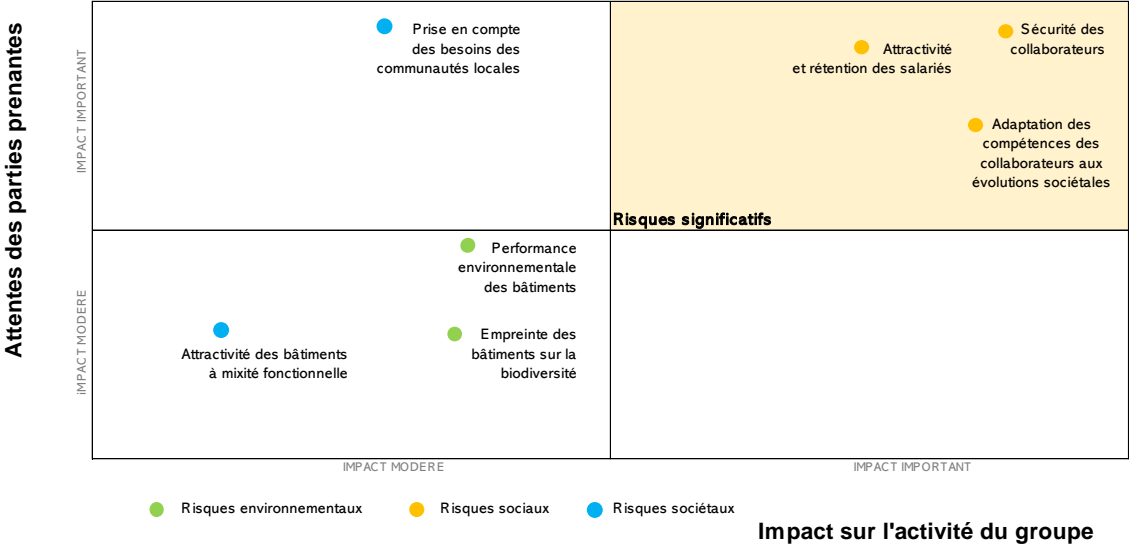 Attentes des parties prenantes
IMPACT IMPORTANT
iMPACT MODERE
Prise en compte
des besoins des
communautés locales
Attractivité
et rétention des salariés
Sécurité des
collaborateurs
Adaptation des
compétences des
collaborateurs aux
évolutions sociétales
Risques significatifs
Performance
environnementale
des bâtiments
Empreinte des
bâtiments sur la
biodiversité
Attractivité des bâtiments
à mixité fonctionnelle
IMPACT MODERE
IMPACT IMPORTANT
Risques environnementaux
Risques sociaux
Risques sociétaux
Impact sur l'activité du groupe